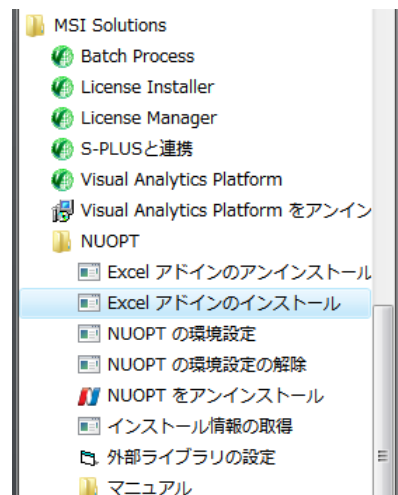 MSI Solutions
Batch Process
License Installer
License Manager
S-PLUSと連携
Visual Analytics Platform
Visual Analytics Platform をアンイン
NUOPT
Excel アドインのアンインストール
Excel アドインのインストール
NUOPT の環境設定
NUOPT の環境設定の解除
NUOPT をアンインストール
インストール情報の取得
外部ライブラリの設定
マニュアル